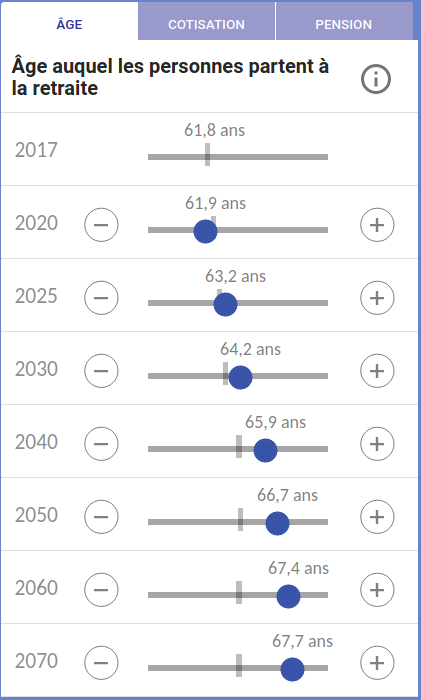 ÂGE
COTISATION
PENSION
Âge auquel les personnes partent à
la retraite
61,8 ans
2017
61,9 ans
2020
63,2 ans
2025
64,2 ans
2030
65,9 ans
2040
66,7 ans
2050
67,4 ans
2060
67,7 ans
2070